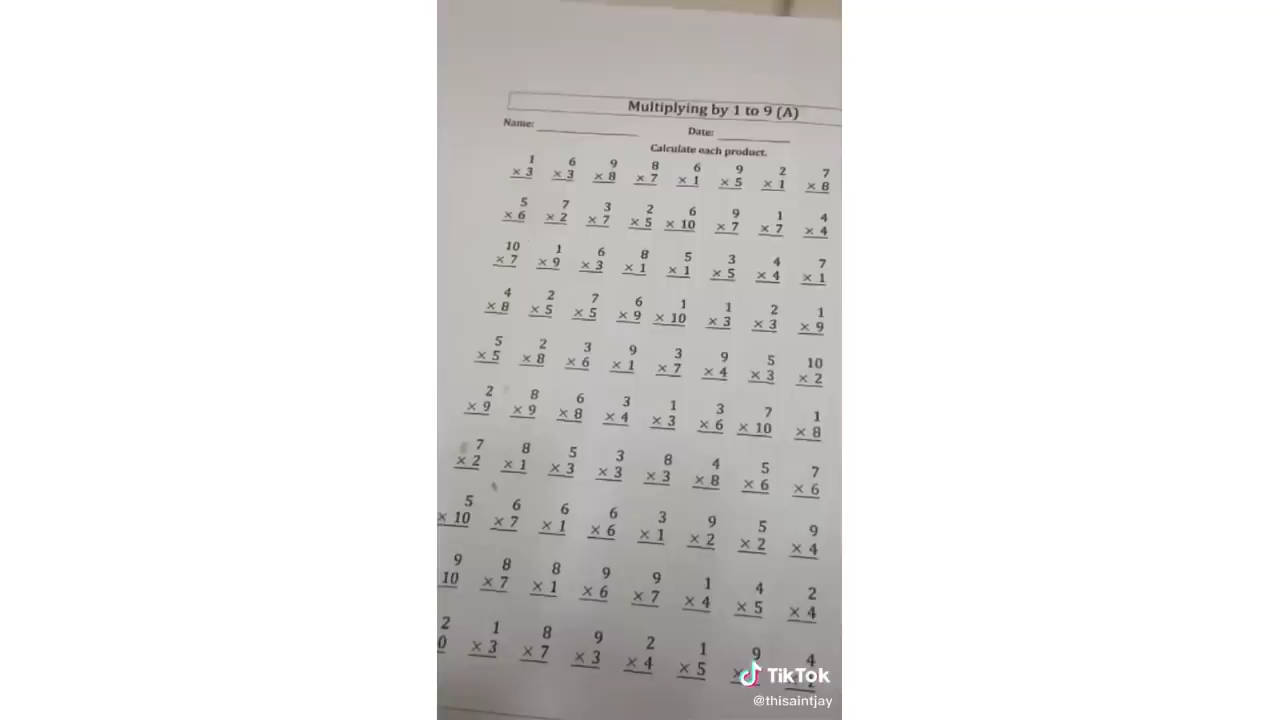 Multiplying by 1 to 9 (A)
Name: Date:
Calculate each product.
1 6 9 8 6 9 2 7
× 3 × 3 × 8 × 7 × 1 × 5 × 1 × 8
5 7 3 2 6 9 1 4
× 6 × 2 × 7 × 5 × 10 × 7 × 7 × 4
10 1 6 8 5 3 4 7
× 7 × 9 × 3 × 1 × 1 × 5 × 4 × 1
4 2 7 6 1 1 2 1
× 8 × 5 × 5 × 9 × 10 × 3 × 3 × 9
5 2 3 9 3 9 5 10
× 5 × 8 × 6 × 1 × 7 × 4 × 3 × 2
2 8 6 3 1 3 7 1
× 9 × 9 × 8 × 4 × 3 × 6 × 10 × 8
7 8 5 3 8 4 5 7
× 2 × 1 × 3 × 3 × 3 × 8 × 6 × 6
5 6 6 6 3 9 5 9
× 10 × 7 × 1 × 6 × 1 × 2 × 2 × 4
9 8 8 9 9 1 4 2
10 × 7 × 1 × 6 × 7 × 4 × 5 × 4
2 1 8 9 2 1 9 4
0 × 3 × 7 × 3 × 4 × 5 ×
TikTok
@thisaintjay